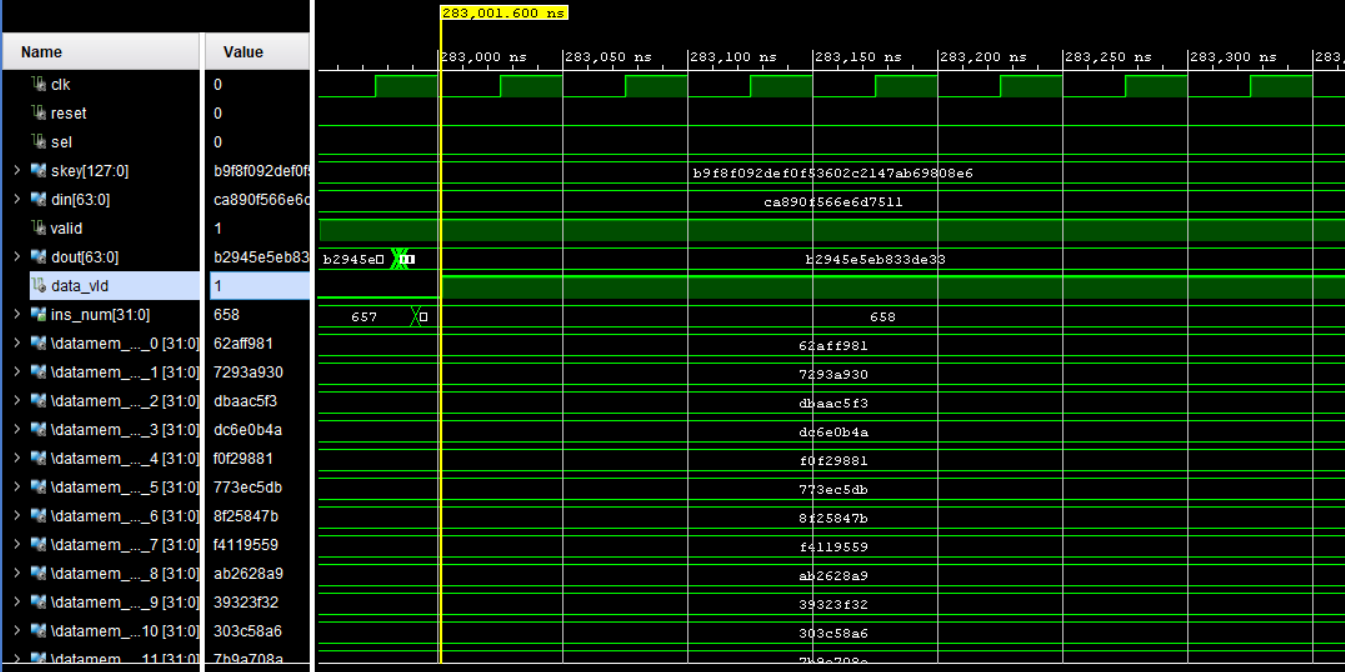 283,001.600 ns
Name Value
283,000 ns 283,050 ns 283,100 ns 283,150 ns 283,200 ns 283,250 ns 283,300 ns 283,
clk 0
reset 0
sel 0
skey[127:0] b9f8f092def0f5 b9f8f092def0f53602c2147ab69808e6
din[63:0] ca890f566e6d ca890f566e6d7511
valid 1
dout[63:0] b2945e5eb83 b2945e b2945e5eb833de33
data_vld 1
ins_num[31:0] 658 657 658
\datamem_..._0 [31:0] 62aff981 62aff981
\datamem_..._1 [31:0] 7293a930 7293a930
\datamem_..._2 [31:0] dbaac5f3 dbaac5f3
\datamem_..._3 [31:0] dc6e0b4a dc6e0b4a
\datamem_..._4 [31:0] f0f29881 f0f29881
\datamem_..._5 [31:0] 773ec5db 773ec5db
\datamem_..._6 [31:0] 8f25847b 8f25847b
\datamem_..._7 [31:0] f4119559 f4119559
\datamem_..._8 [31:0] ab2628a9 ab2628a9
\datamem_..._9 [31:0] 39323f32 39323f32
\datamem_...10 [31:0] 303c58a6 303c58a6
\datamem_...11 [31:0] 7b9a708a